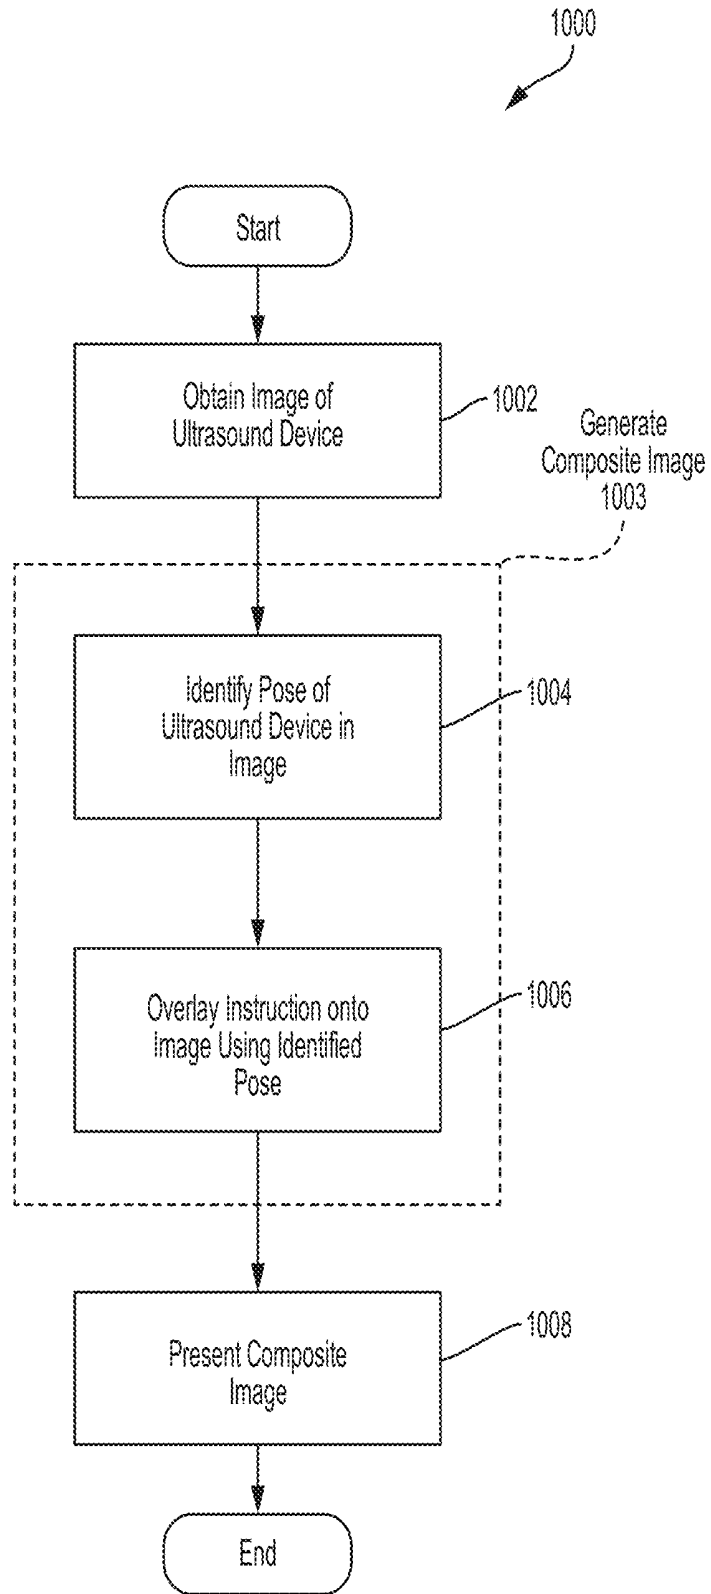 1000
Start
Obtain Image of
Ultrasound Device
1002
Generate
Composite Image
1003
Identify Pose of
Ultrasound Device in
Image
1004
Overlay Instruction onto
Image Using Identified
Pose
1006
Present Composite
Image
1008
End